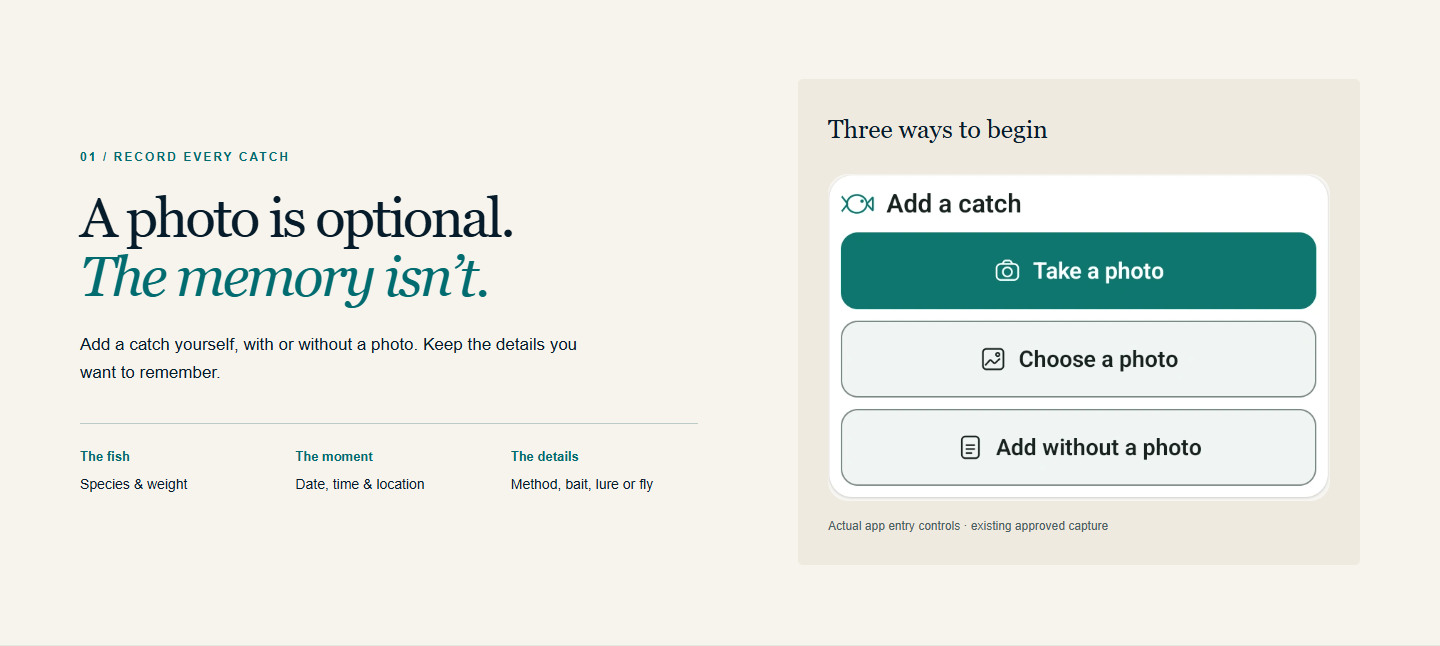 01 / RECORD EVERY CATCH
A photo is optional.
The memory isn’t.
Add a catch yourself, with or without a photo. Keep the details you
want to remember.
The fish
Species & weight
The moment
Date, time & location
The details
Method, bait, lure or fly
Three ways to begin
Add a catch
Take a photo
Choose a photo
Add without a photo
Actual app entry controls · existing approved capture